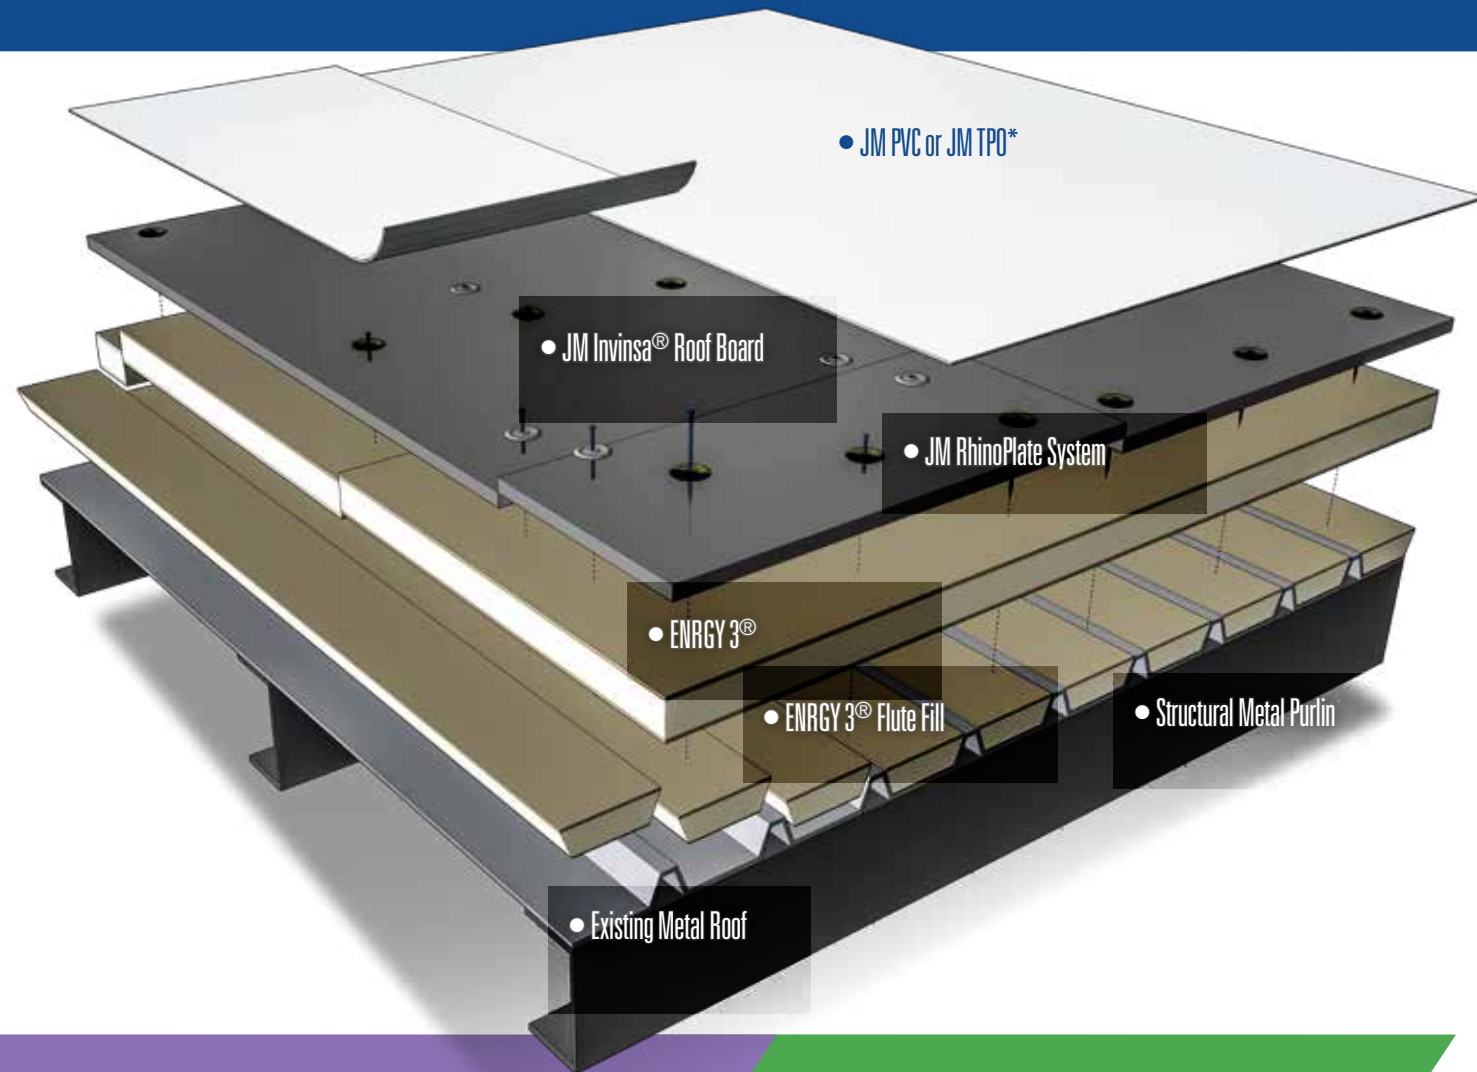 JM PVC or JM TPO*
JM Invinsa® Roof Board
JM RhinoPlate System
ENRGY 3®
ENRGY 3® Flute Fill
Structural Metal Purlin
Existing Metal Roof